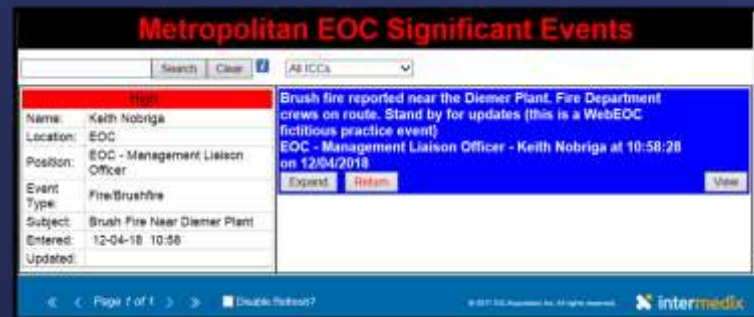 Metropolitan EOC Significant Events
Search Clear i All ICCs
High
Name: Keith Nobriga
Location: EOC
Position: EOC - Management Liaison
Officer
Event
Type: Fire/Brushfire
Subject: Brush Fire Near Diemer Plant
Entered: 12-04-18 10:58
Updated:
Brush fire reported near the Diemer Plant. Fire Department
crews on route. Stand by for updates (this is a WebEOC
fictitious practice event)
EOC - Management Liaison Officer - Keith Nobriga at 10:58:28
on 12/04/2018
Expand Return View
« < Page 1 of 1 > » Disable Refresh?
intermedix